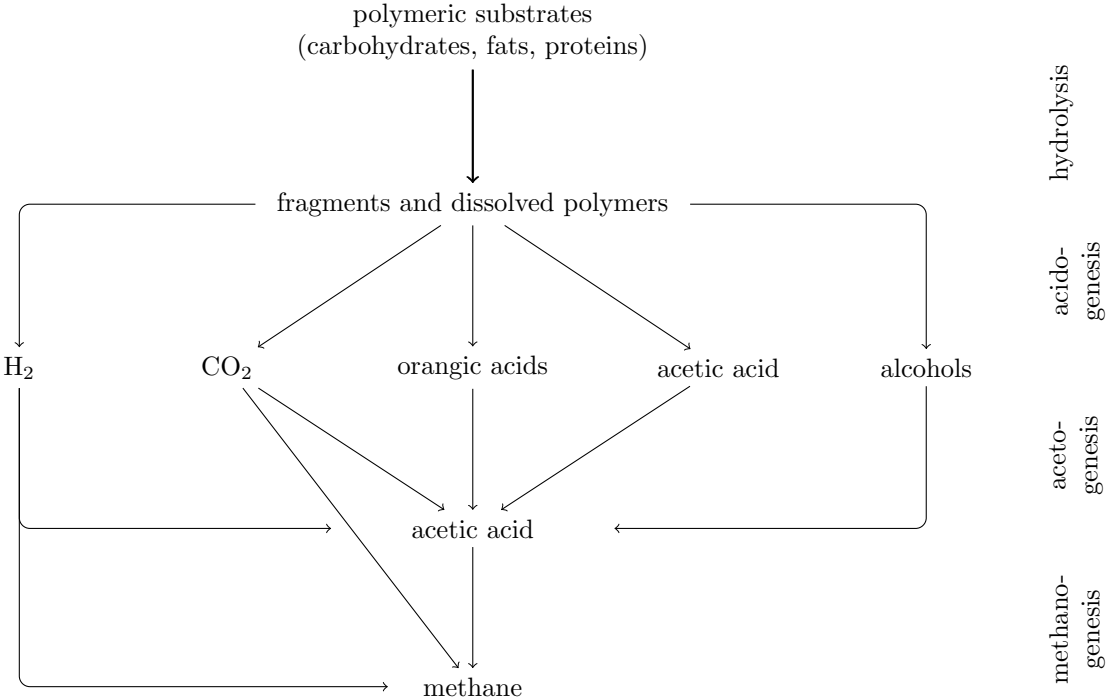 polymeric substrates
(carbohydrates, fats, proteins)
hydrolysis
fragments and dissolved polymers
acido-
genesis
H₂
CO₂
orangic acids
acetic acid
alcohols
aceto-
genesis
acetic acid
methano-
genesis
methane